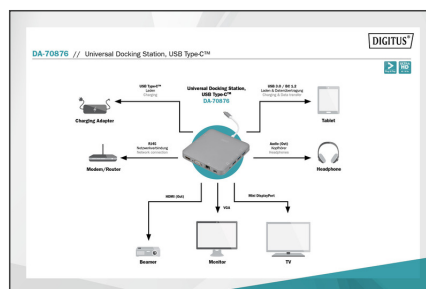 DIGITUS®
DA-70876 // Universal Docking Station, USB Type-C™
USB Type-C™
Laden
Charging
Universal Docking Station,
USB Type-C™
DA-70876
USB 3.0 / BC 1.2
Laden & Datenübertragung
Charging & Data transfer
Charging Adapter
Tablet
RJ45
Netzwerkverbindung
Network connection
Audio (Out)
Kopfhörer
Headphones
Modem/Router
Headphone
HDMI (Out)
VGA
Mini DisplayPort
Beamer
Monitor
TV